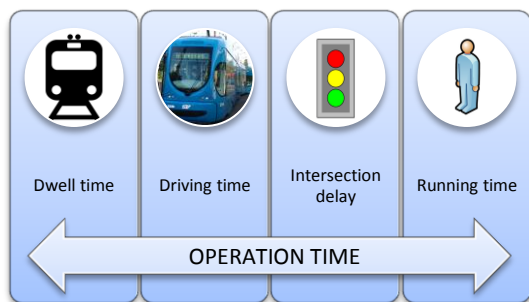 Dwell time
Driving time
Intersection
delay
Running time
OPERATION TIME